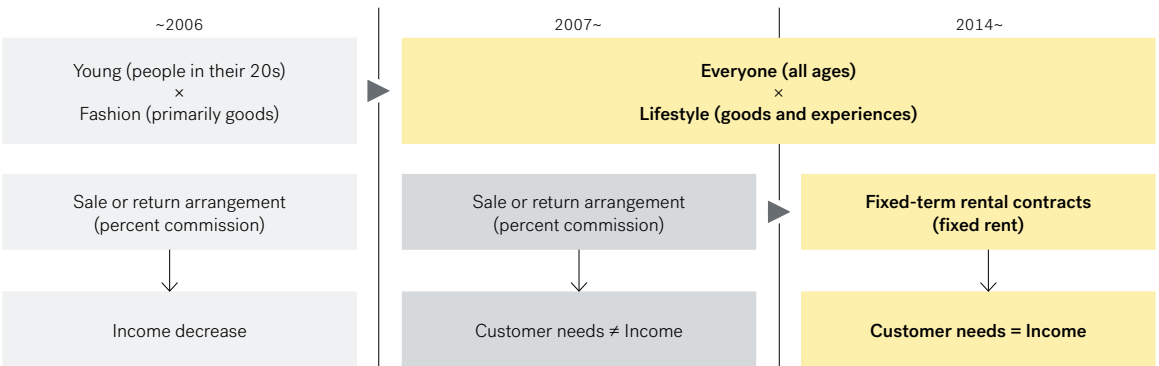 ~2006
2007~
2014~
Young (people in their 20s)
×
Fashion (primarily goods)
Everyone (all ages)
×
Lifestyle (goods and experiences)
Sale or return arrangement
(percent commission)
Sale or return arrangement
(percent commission)
Fixed-term rental contracts
(fixed rent)
Income decrease
Customer needs ≠ Income
Customer needs = Income